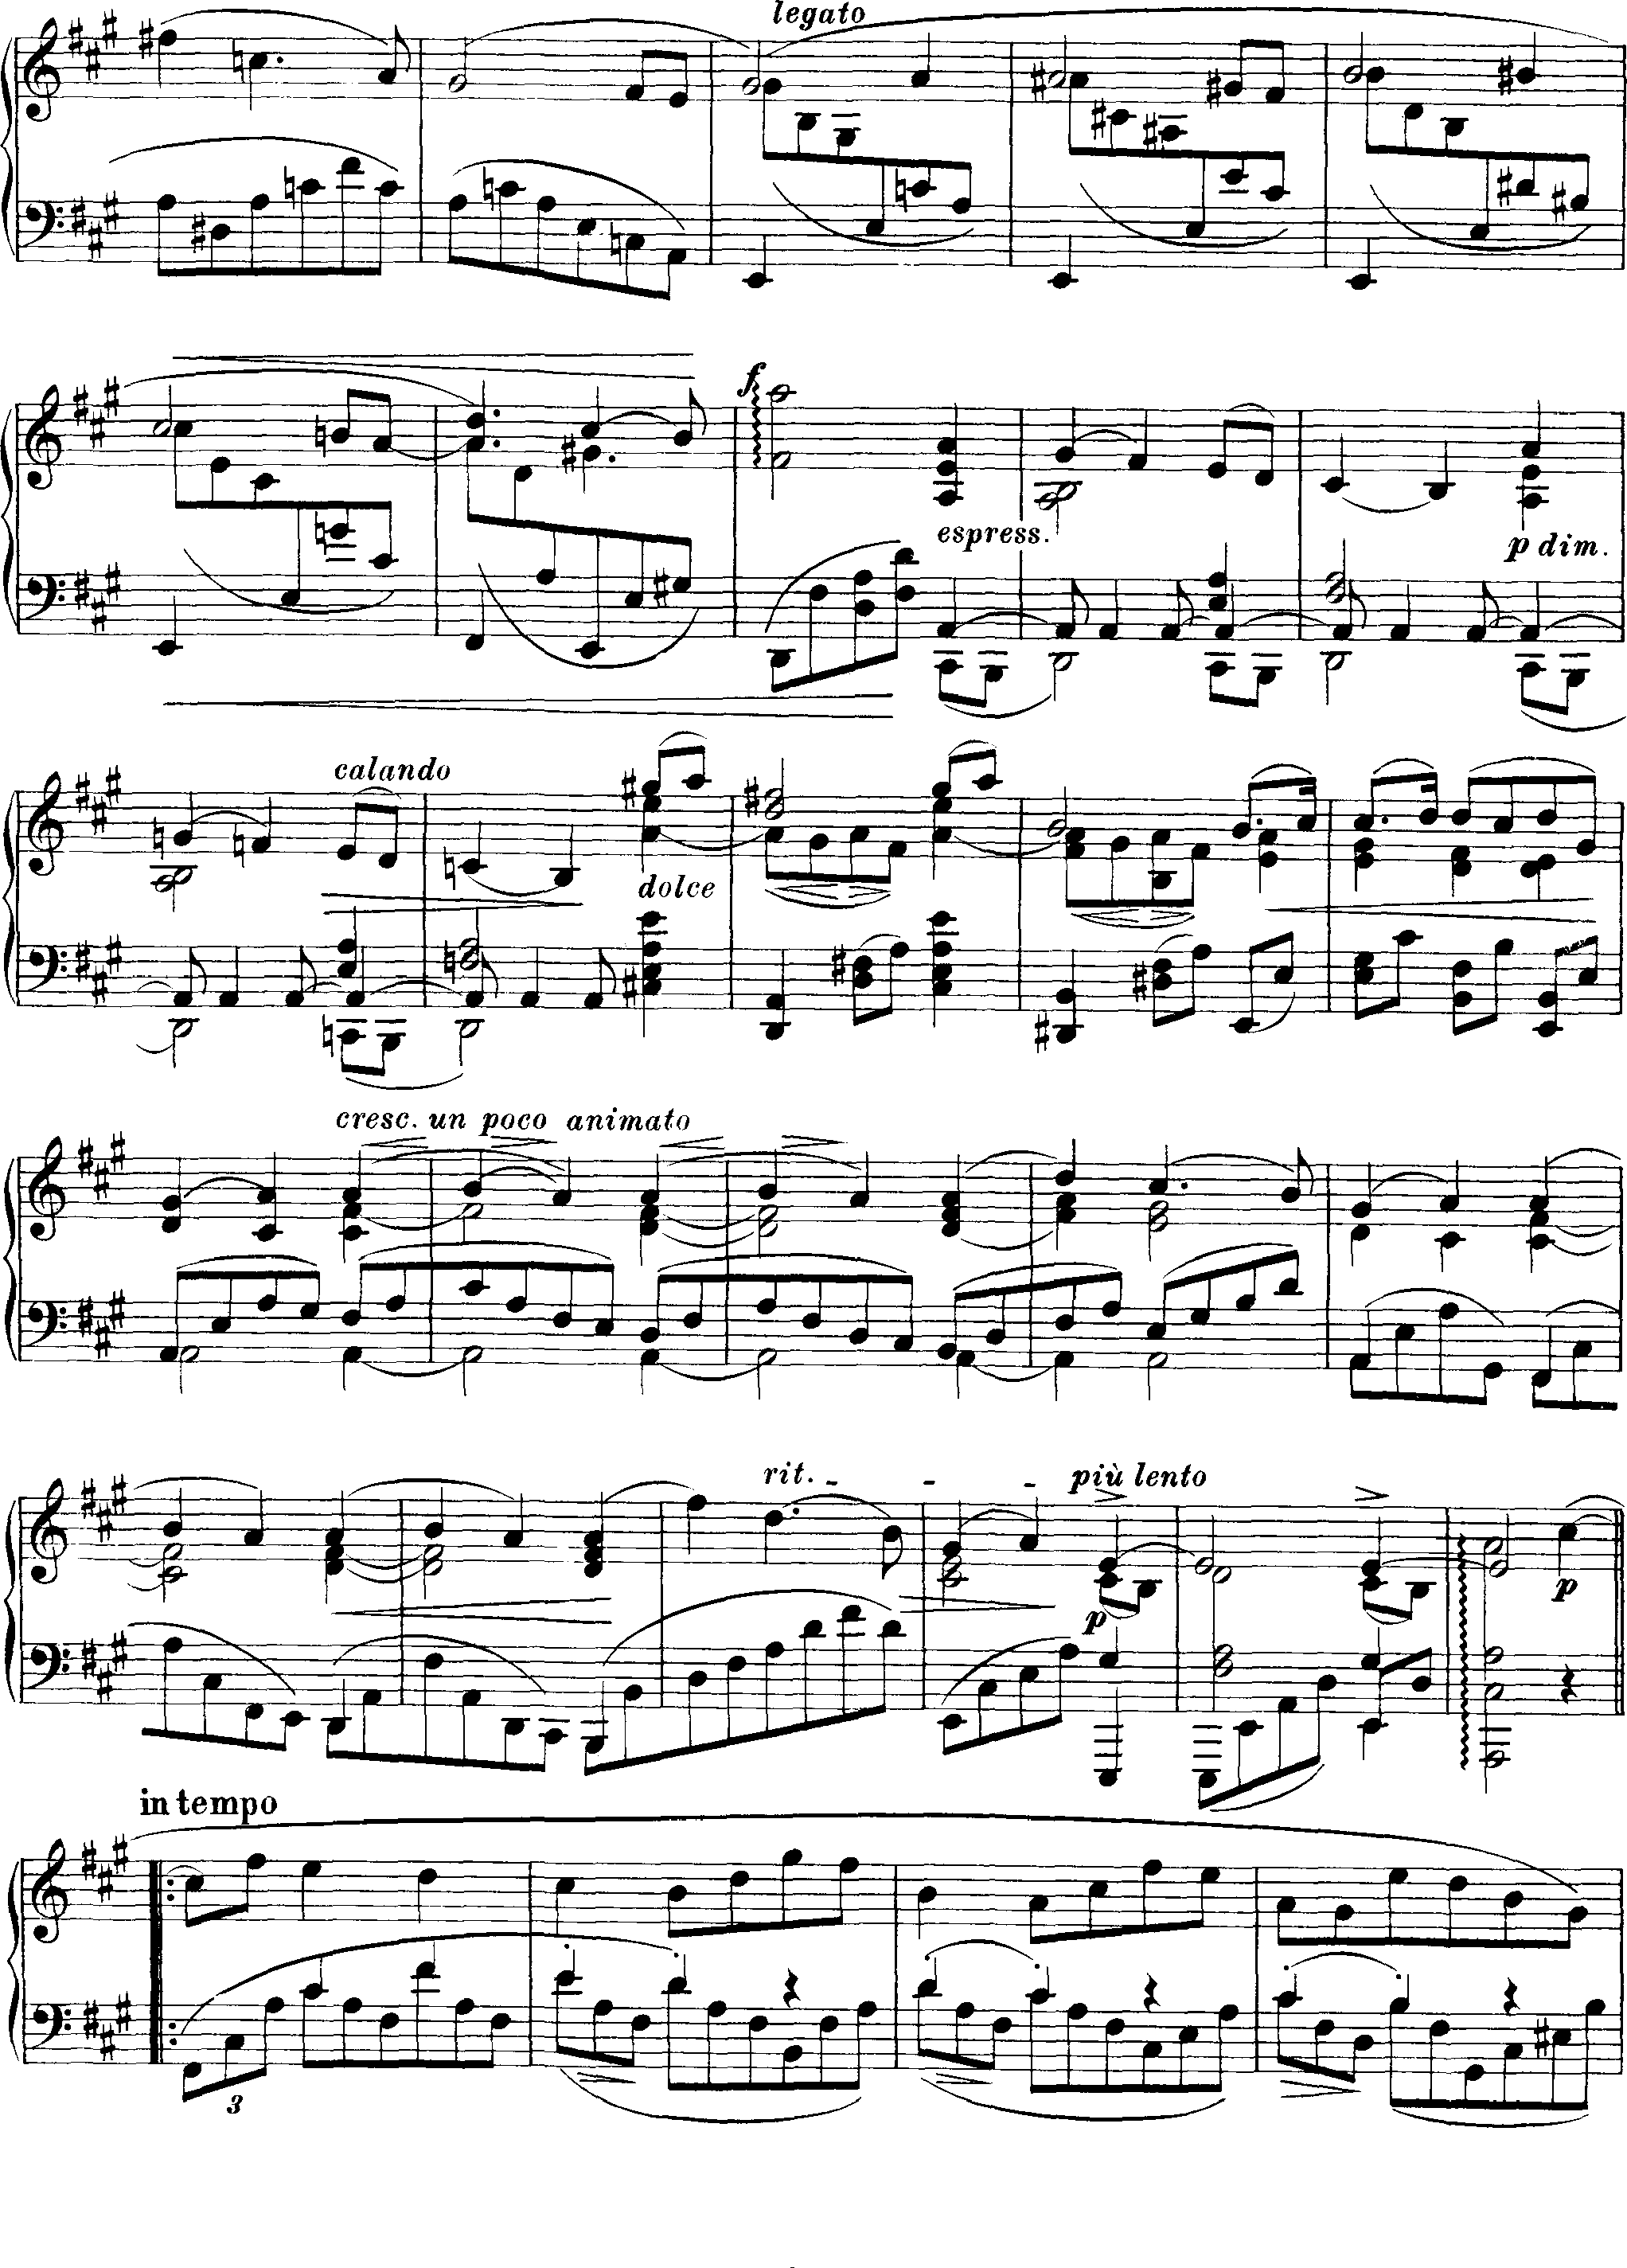 legato
f
espress.
p dim.
calando
dolce
cresc. un poco animato
rit. - - - più lento
p
p
in tempo
3